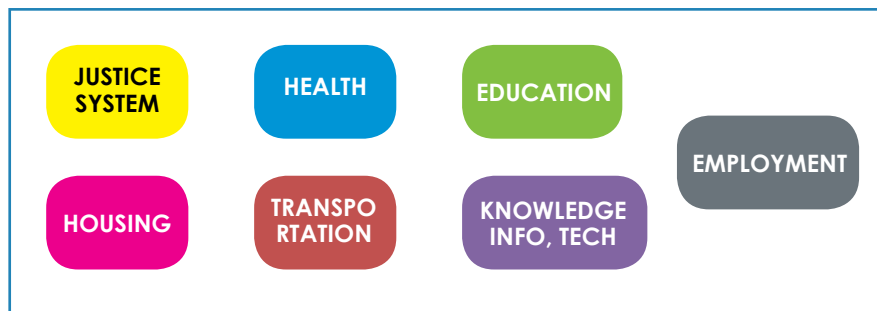 JUSTICE
SYSTEM
HEALTH
EDUCATION
EMPLOYMENT
HOUSING
TRANSPO
RTATION
KNOWLEDGE
INFO, TECH